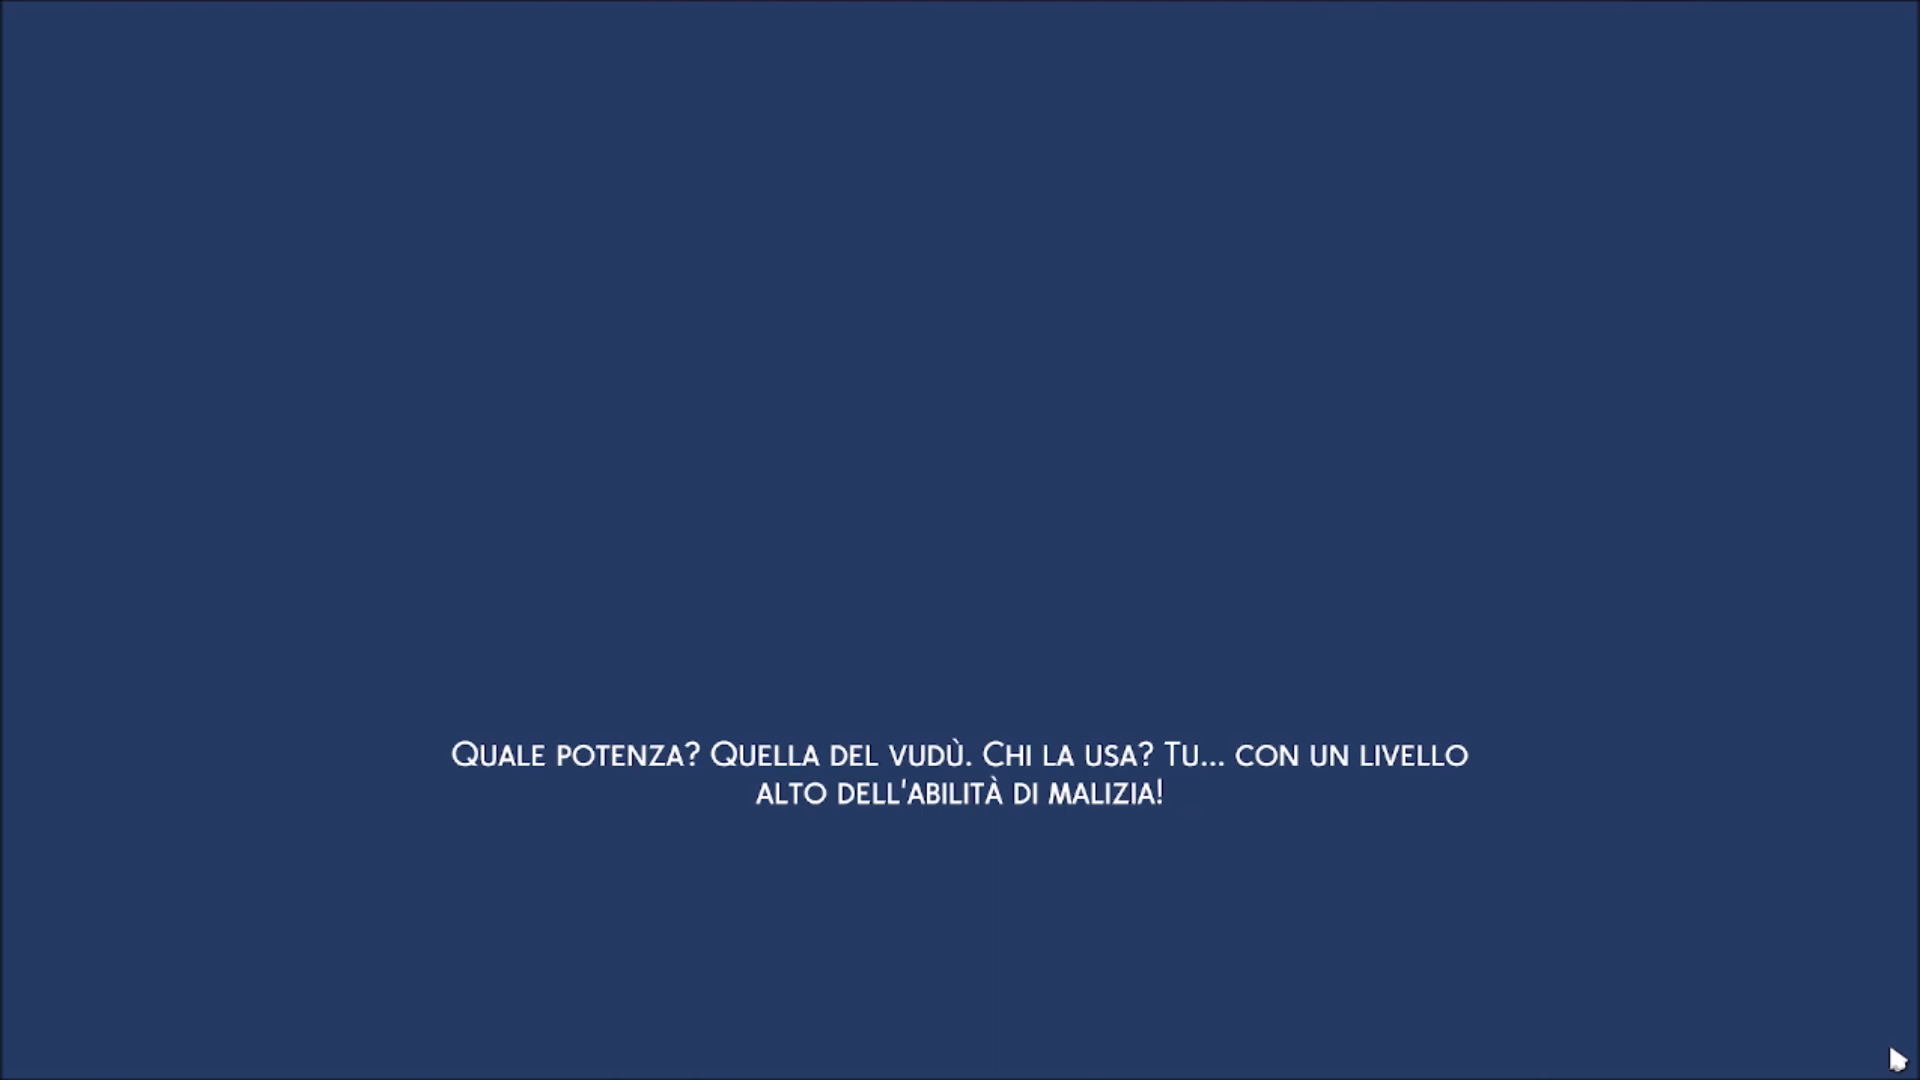 Quale potenza? Quella del vudù. Chi la usa? Tu... con un livello
alto dell'abilità di malizia!